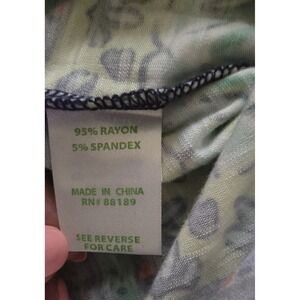 95% RAYON
5% SPANDEX
MADE IN CHINA
RN# 88189
SEE REVERSE
FOR CARE